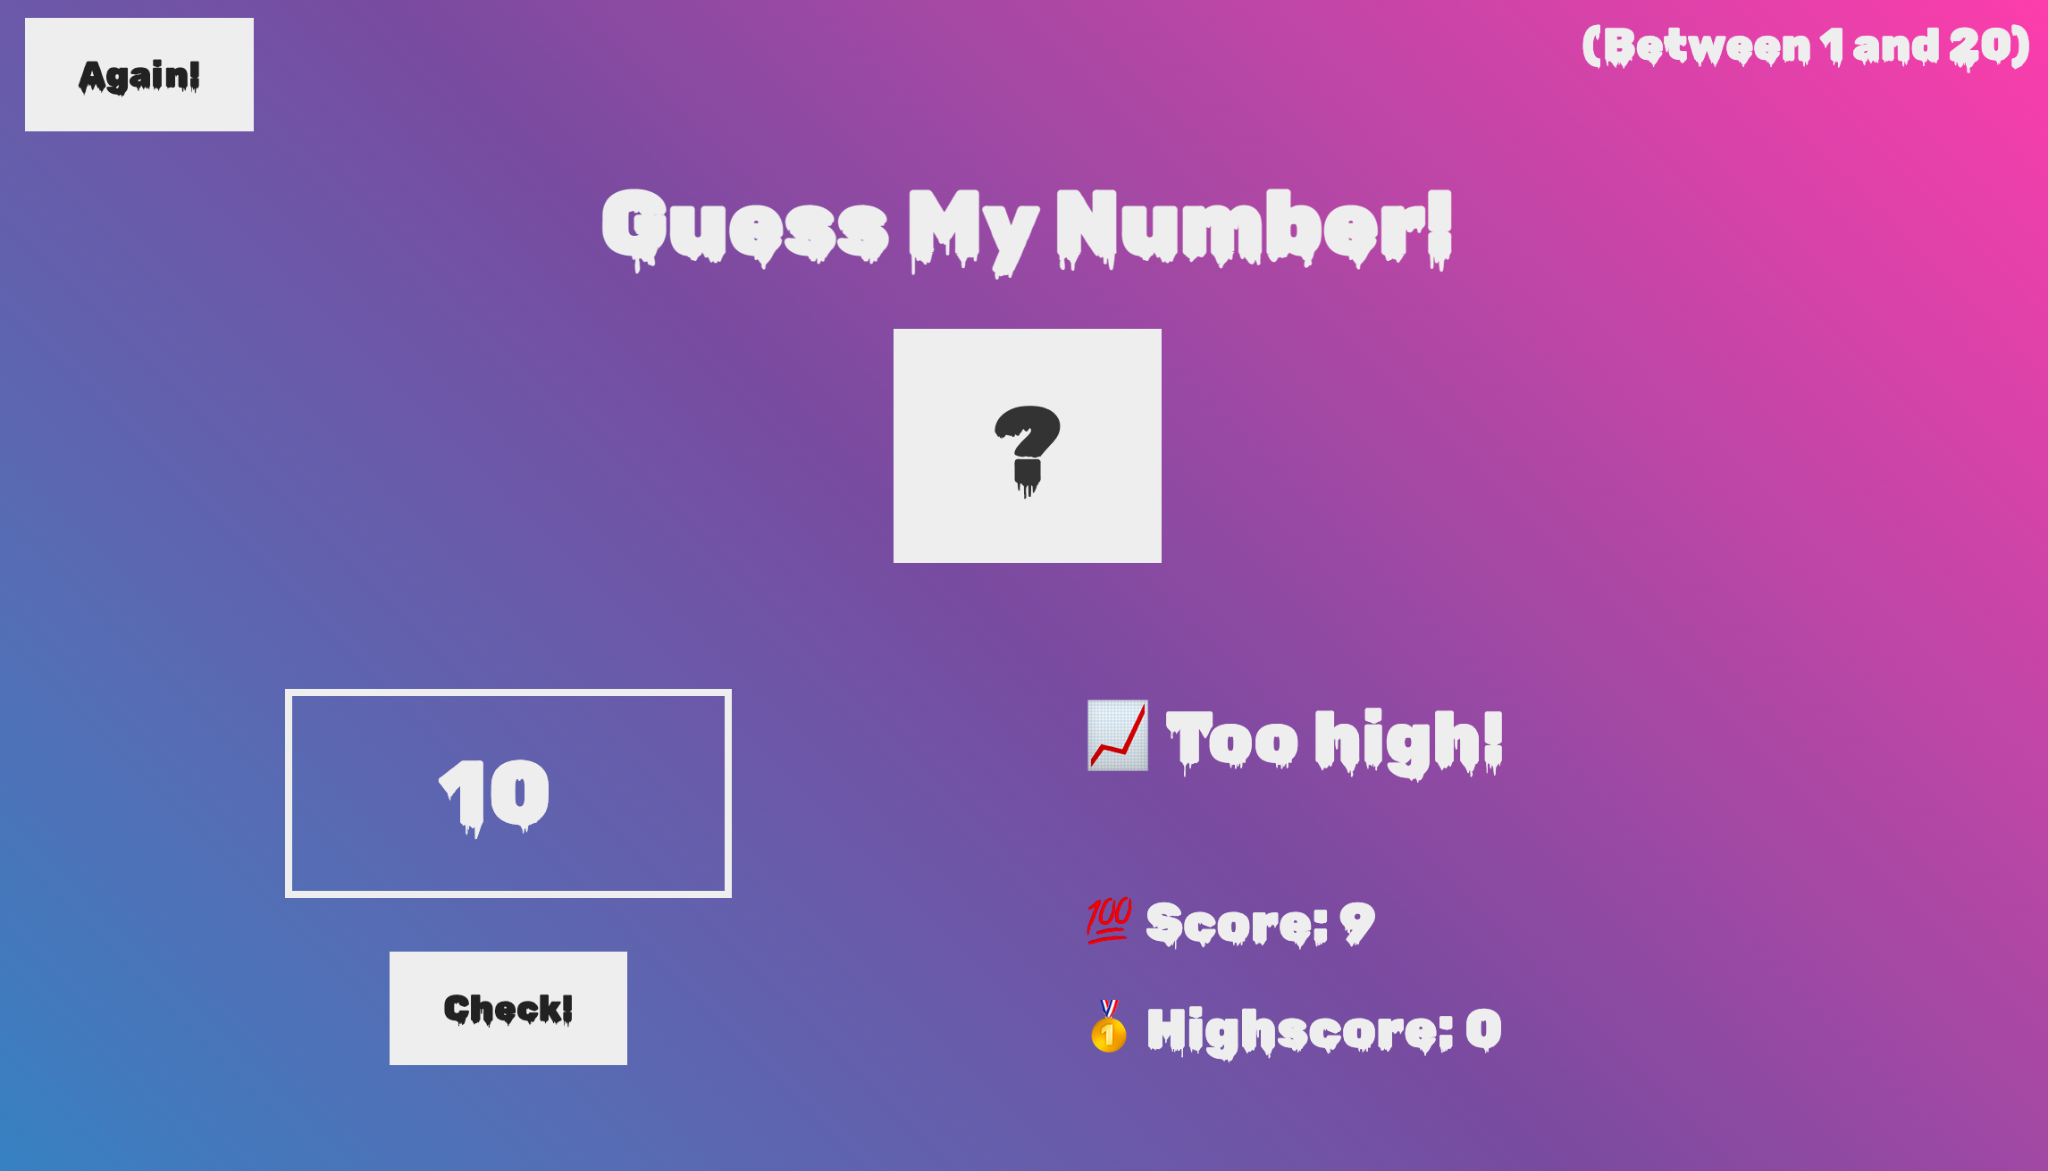 Again!
(Between 1 and 20)
Guess My Number!
?
10
Check!
📈 Too high!
💯 Score: 9
🥇 Highscore: 0